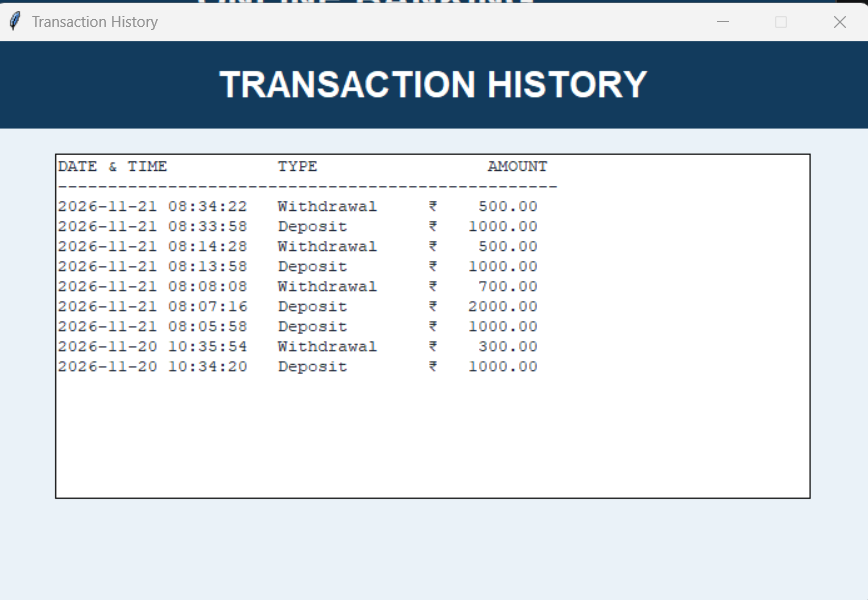 Transaction History
TRANSACTION HISTORY
DATE & TIME           TYPE                 AMOUNT
--------------------------------------------------
2026-11-21 08:34:22   Withdrawal     ₹    500.00
2026-11-21 08:33:58   Deposit        ₹   1000.00
2026-11-21 08:14:28   Withdrawal     ₹    500.00
2026-11-21 08:13:58   Deposit        ₹   1000.00
2026-11-21 08:08:08   Withdrawal     ₹    700.00
2026-11-21 08:07:16   Deposit        ₹   2000.00
2026-11-21 08:05:58   Deposit        ₹   1000.00
2026-11-20 10:35:54   Withdrawal     ₹    300.00
2026-11-20 10:34:20   Deposit        ₹   1000.00